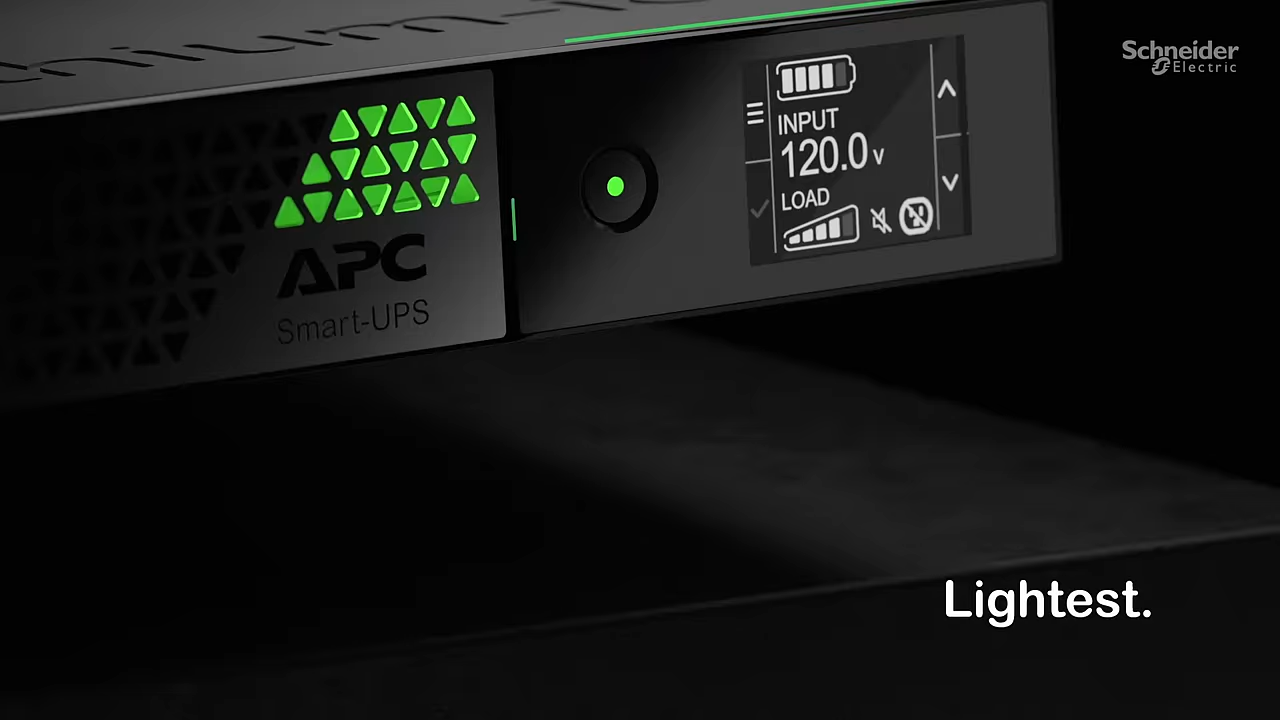 Schneider
Electric
INPUT
120.0 v
LOAD
APC
Smart-UPS
Lightest.